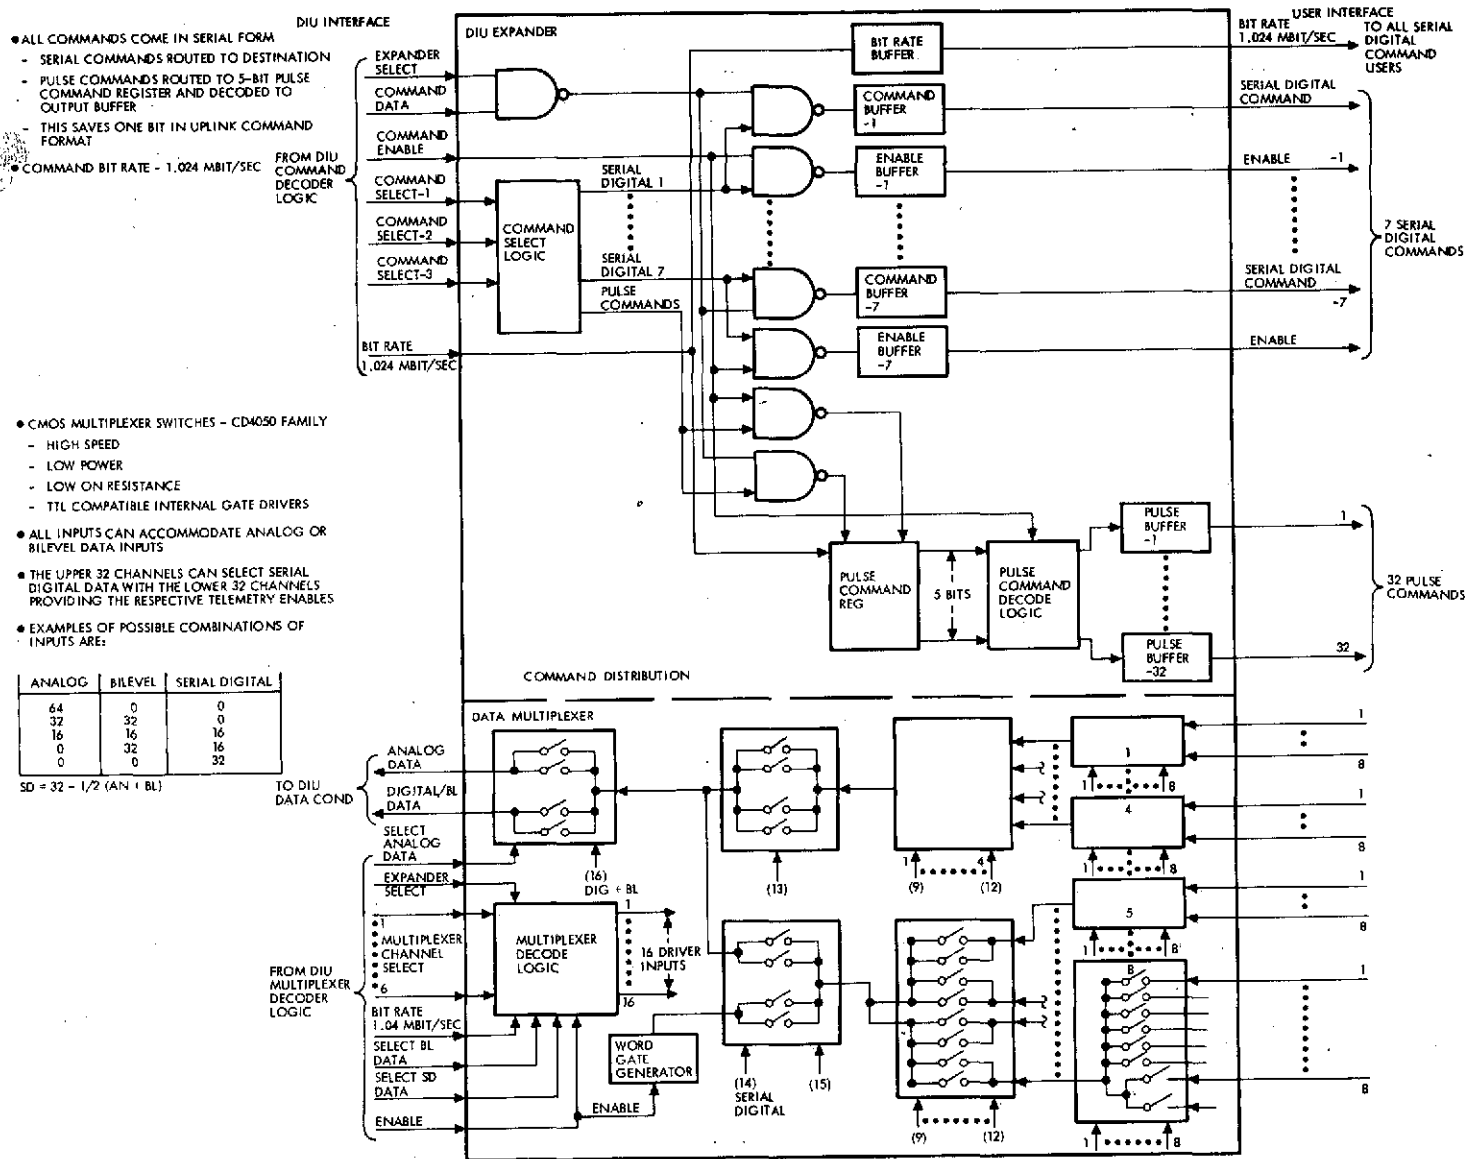 DIU INTERFACE
• ALL COMMANDS COME IN SERIAL FORM
- SERIAL COMMANDS ROUTED TO DESTINATION
- PULSE COMMANDS ROUTED TO 5-BIT PULSE
COMMAND REGISTER AND DECODED TO
OUTPUT BUFFER
- THIS SAVES ONE BIT IN UPLINK COMMAND
FORMAT
• COMMAND BIT RATE - 1.024 MBIT/SEC
FROM DIU
COMMAND
DECODER
LOGIC
EXPANDER
SELECT
COMMAND
DATA
COMMAND
ENABLE
COMMAND
SELECT-1
COMMAND
SELECT-2
COMMAND
SELECT-3
BIT RATE
1.024 MBIT/SEC
DIU EXPANDER
COMMAND
SELECT
LOGIC
SERIAL
DIGITAL 1
SERIAL
DIGITAL 7
PULSE
COMMANDS
BIT RATE
BUFFER
COMMAND
BUFFER
-1
ENABLE
BUFFER
-1
COMMAND
BUFFER
-7
ENABLE
BUFFER
-7
PULSE
COMMAND
REG
5 BITS
PULSE
COMMAND
DECODE
LOGIC
PULSE
BUFFER
-1
PULSE
BUFFER
-32
COMMAND DISTRIBUTION
USER INTERFACE
BIT RATE
1.024 MBIT/SEC
TO ALL SERIAL
DIGITAL
COMMAND
USERS
SERIAL DIGITAL
COMMAND
ENABLE -1
SERIAL DIGITAL
COMMAND
-7
ENABLE
7 SERIAL
DIGITAL
COMMANDS
1
32
32 PULSE
COMMANDS
• CMOS MULTIPLEXER SWITCHES - CD4050 FAMILY
- HIGH SPEED
- LOW POWER
- LOW ON RESISTANCE
- TTL COMPATIBLE INTERNAL GATE DRIVERS
• ALL INPUTS CAN ACCOMMODATE ANALOG OR
BILEVEL DATA INPUTS
• THE UPPER 32 CHANNELS CAN SELECT SERIAL
DIGITAL DATA WITH THE LOWER 32 CHANNELS
PROVIDING THE RESPECTIVE TELEMETRY ENABLES
• EXAMPLES OF POSSIBLE COMBINATIONS OF
INPUTS ARE:
ANALOG BILEVEL SERIAL DIGITAL
64 0 0
32 32 0
16 16 16
0 32 16
0 0 32
SD = 32 - 1/2 (AN + BL)
DATA MULTIPLEXER
TO DIU
DATA COND
ANALOG
DATA
DIGITAL/BL
DATA
SELECT
ANALOG
DATA
EXPANDER
SELECT
1
MULTIPLEXER
CHANNEL
SELECT
6
FROM DIU
MULTIPLEXER
DECODER
LOGIC
BIT RATE
1.04 MBIT/SEC
SELECT BL
DATA
SELECT SD
DATA
ENABLE
(16)
DIG + BL
MULTIPLEXER
DECODE
LOGIC
1
16 DRIVER
INPUTS
16
WORD
GATE
GENERATOR
ENABLE
(13)
(14)
SERIAL
DIGITAL
(15)
1 4
(9) (12)
(9) (12)
1
1 8
4
1 8
5
1 8
8
1 8
1
8
1
8
1
8
1
8